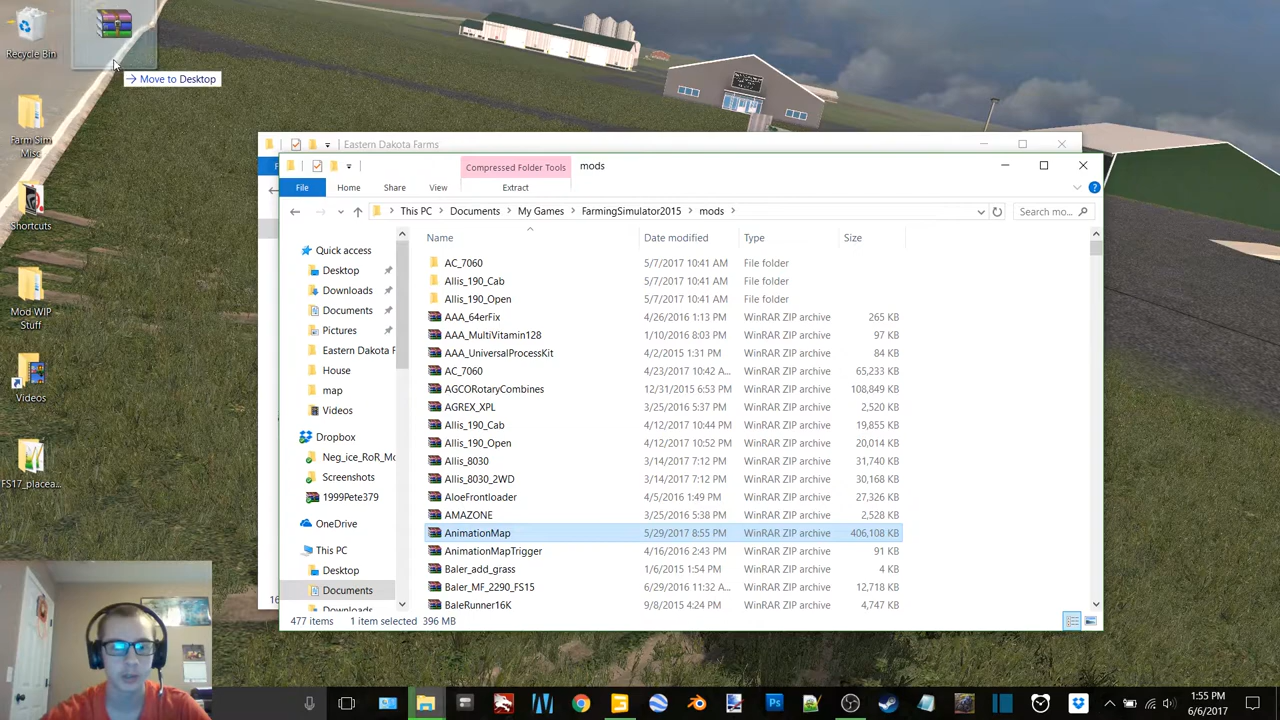 Recycle Bin
Move to Desktop
Farm Sim
Misc
Shortcuts
Mod WIP
Stuff
Videos
FS17_placea...
Eastern Dakota Farms
Compressed Folder Tools
mods
File
Home
Share
View
Extract
This PC
Documents
My Games
FarmingSimulator2015
mods
Search mo...
Name
Date modified
Type
Size
Quick access
Desktop
Downloads
Documents
Pictures
Eastern Dakota F
House
map
Videos
Dropbox
Neg_ice_RoR_Mo
Screenshots
1999Pete379
OneDrive
This PC
Desktop
Documents
Downloads
AC_7060 5/7/2017 10:41 AM File folder
Allis_190_Cab 5/7/2017 10:41 AM File folder
Allis_190_Open 5/7/2017 10:41 AM File folder
AAA_64erFix 4/26/2016 1:13 PM WinRAR ZIP archive 265 KB
AAA_MultiVitamin128 1/10/2016 8:03 PM WinRAR ZIP archive 97 KB
AAA_UniversalProcessKit 4/2/2015 1:31 PM WinRAR ZIP archive 84 KB
AC_7060 4/23/2017 10:42 A... WinRAR ZIP archive 65,233 KB
AGCORotaryCombines 12/31/2015 6:53 PM WinRAR ZIP archive 108,849 KB
AGREX_XPL 3/25/2016 5:37 PM WinRAR ZIP archive 2,520 KB
Allis_190_Cab 4/12/2017 10:44 PM WinRAR ZIP archive 19,855 KB
Allis_190_Open 4/12/2017 10:52 PM WinRAR ZIP archive 20,014 KB
Allis_8030 3/14/2017 7:12 PM WinRAR ZIP archive 31,740 KB
Allis_8030_2WD 3/14/2017 7:12 PM WinRAR ZIP archive 30,168 KB
AloeFrontloader 4/5/2016 1:49 PM WinRAR ZIP archive 27,326 KB
AMAZONE 3/25/2016 5:38 PM WinRAR ZIP archive 2,528 KB
AnimationMap 5/29/2017 8:55 PM WinRAR ZIP archive 406,108 KB
AnimationMapTrigger 4/16/2016 2:43 PM WinRAR ZIP archive 91 KB
Baler_add_grass 1/6/2015 1:54 PM WinRAR ZIP archive 4 KB
Baler_MF_2290_FS15 6/29/2016 11:32 A... WinRAR ZIP archive 12,718 KB
BaleRunner16K 9/8/2015 4:24 PM WinRAR ZIP archive 4,747 KB
477 items 1 item selected 396 MB
1:55 PM
6/6/2017